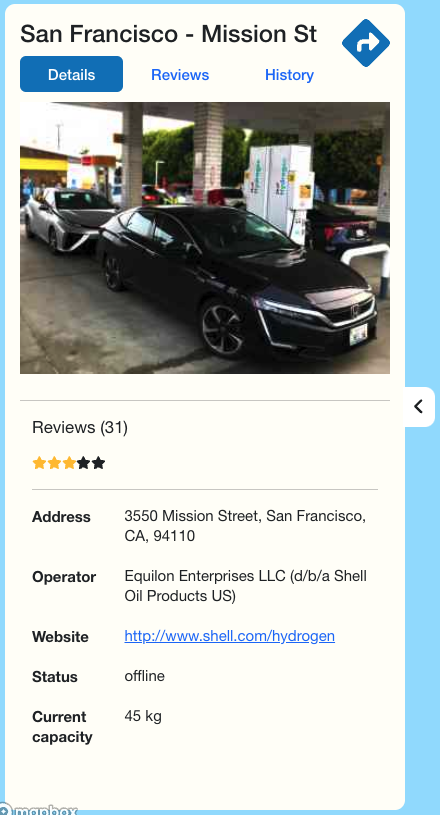 San Francisco - Mission St
Details
Reviews
History
Reviews (31)
Address
3550 Mission Street, San Francisco,
CA, 94110
Operator
Equilon Enterprises LLC (d/b/a Shell
Oil Products US)
Website
http://www.shell.com/hydrogen
Status
offline
Current
capacity
45 kg
mapbox